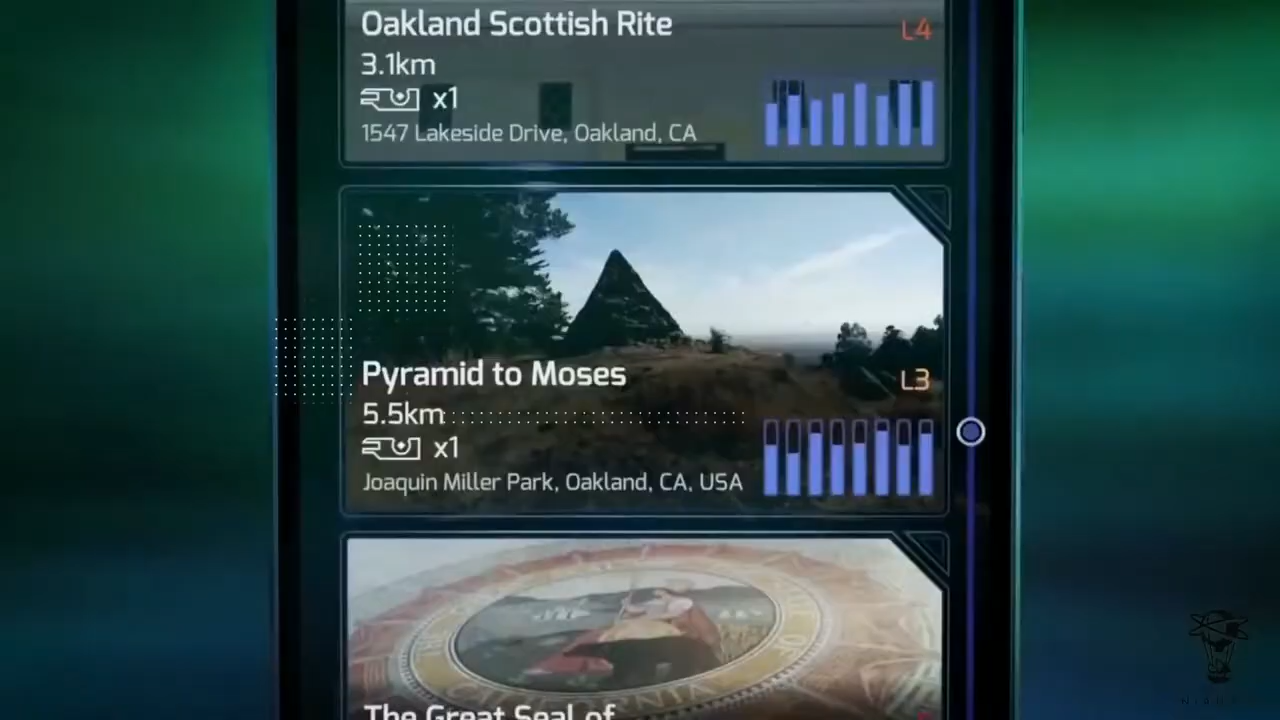 Oakland Scottish Rite
L4
3.1km
x1
1547 Lakeside Drive, Oakland, CA
Pyramid to Moses
L3
5.5km
x1
Joaquin Miller Park, Oakland, CA, USA
CALIFORNIA
The Great Seal of